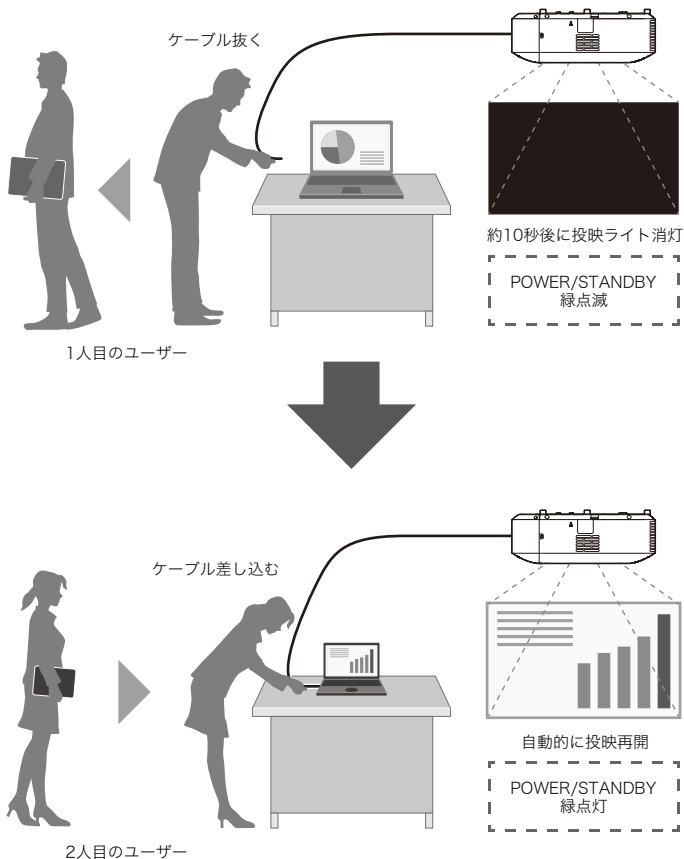 ケーブル抜く
約10秒後に投映ライト消灯
POWER/STANDBY
緑点滅
1人目のユーザー
ケーブル差し込む
自動的に投映再開
POWER/STANDBY
緑点灯
2人目のユーザー